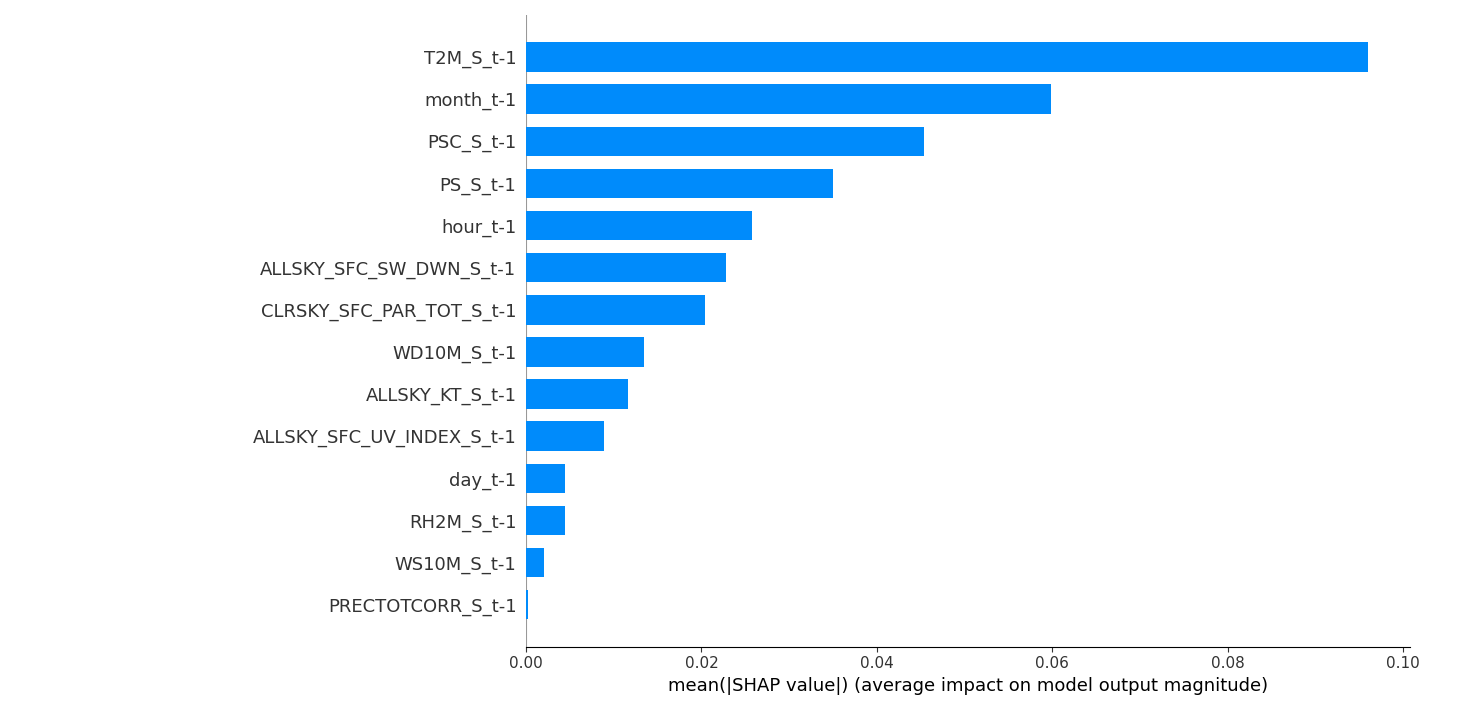 T2M_S_t-1
month_t-1
PSC_S_t-1
PS_S_t-1
hour_t-1
ALLSKY_SFC_SW_DWN_S_t-1
CLRSKY_SFC_PAR_TOT_S_t-1
WD10M_S_t-1
ALLSKY_KT_S_t-1
ALLSKY_SFC_UV_INDEX_S_t-1
day_t-1
RH2M_S_t-1
WS10M_S_t-1
PRECTOTCORR_S_t-1
0.00 0.02 0.04 0.06 0.08 0.10
mean(|SHAP value|) (average impact on model output magnitude)